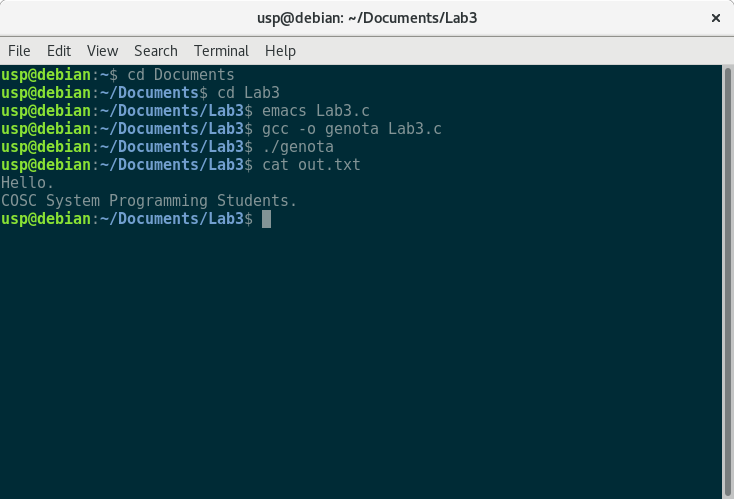 usp@debian: ~/Documents/Lab3
File Edit View Search Terminal Help
usp@debian:~$ cd Documents
usp@debian:~/Documents$ cd Lab3
usp@debian:~/Documents/Lab3$ emacs Lab3.c
usp@debian:~/Documents/Lab3$ gcc -o genota Lab3.c
usp@debian:~/Documents/Lab3$ ./genota
usp@debian:~/Documents/Lab3$ cat out.txt
Hello.
COSC System Programming Students.
usp@debian:~/Documents/Lab3$